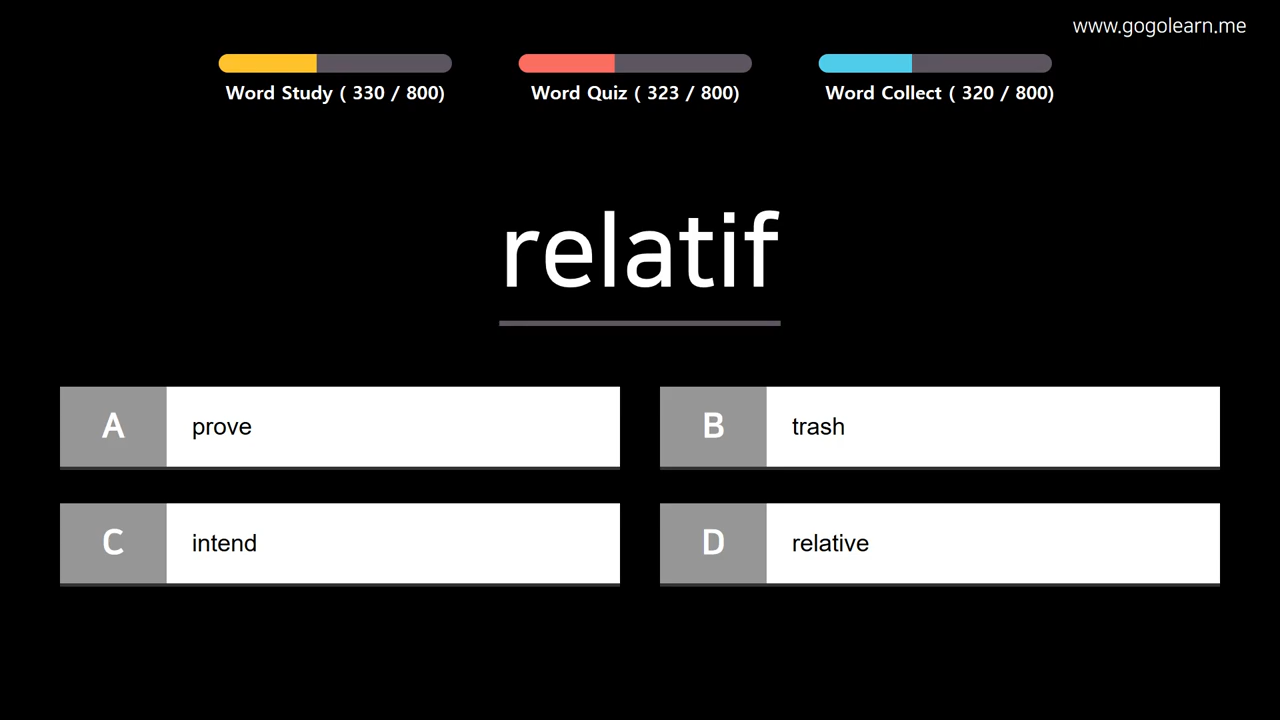 www.gogolearn.me
Word Study ( 330 / 800)
Word Quiz ( 323 / 800)
Word Collect ( 320 / 800)
relatif
A prove
B trash
C intend
D relative